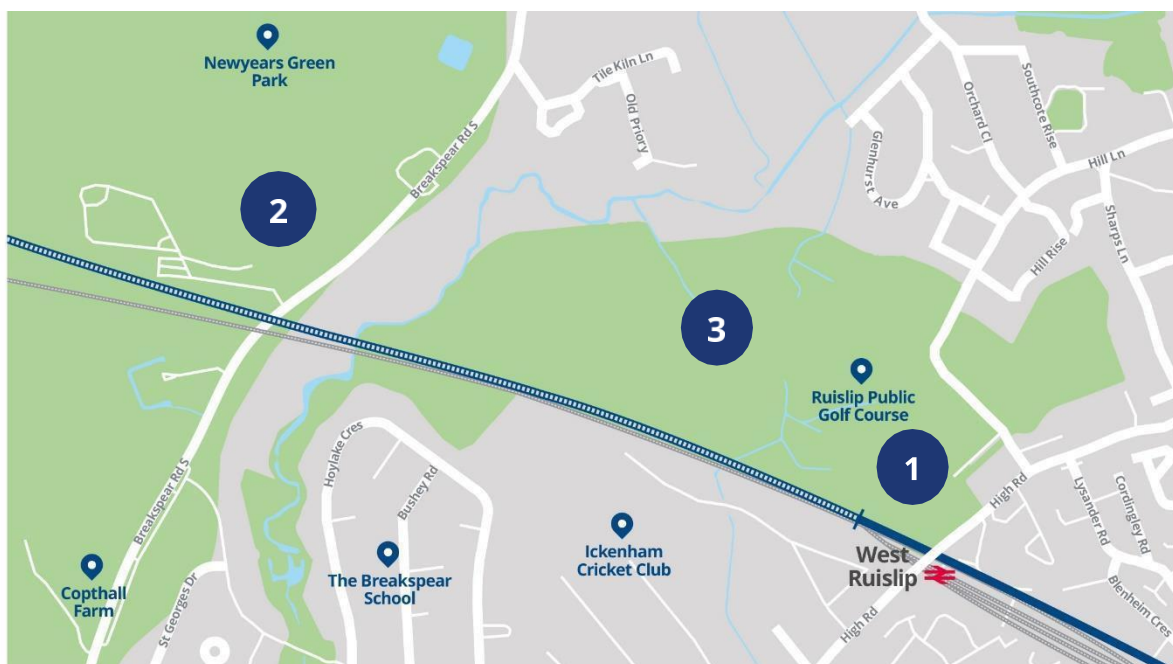 Newyears Green
Park
Tile Kiln Ln
Old Priory
Breakspear Rd S
2
Glenhurst Ave
Orchard Cl
Southcote Rise
Hill Ln
Sharps Ln
Hill Rise
3
Ruislip Public
Golf Course
1
High Rd
Lysander Rd
Cordingley Rd
Blenheim Cres
West
Ruislip
High Rd
Hoylake Cres
Bushey Rd
Ickenham
Cricket Club
The Breakspear
School
Breakspear Rd S
Copthall
Farm
St Georges Dr